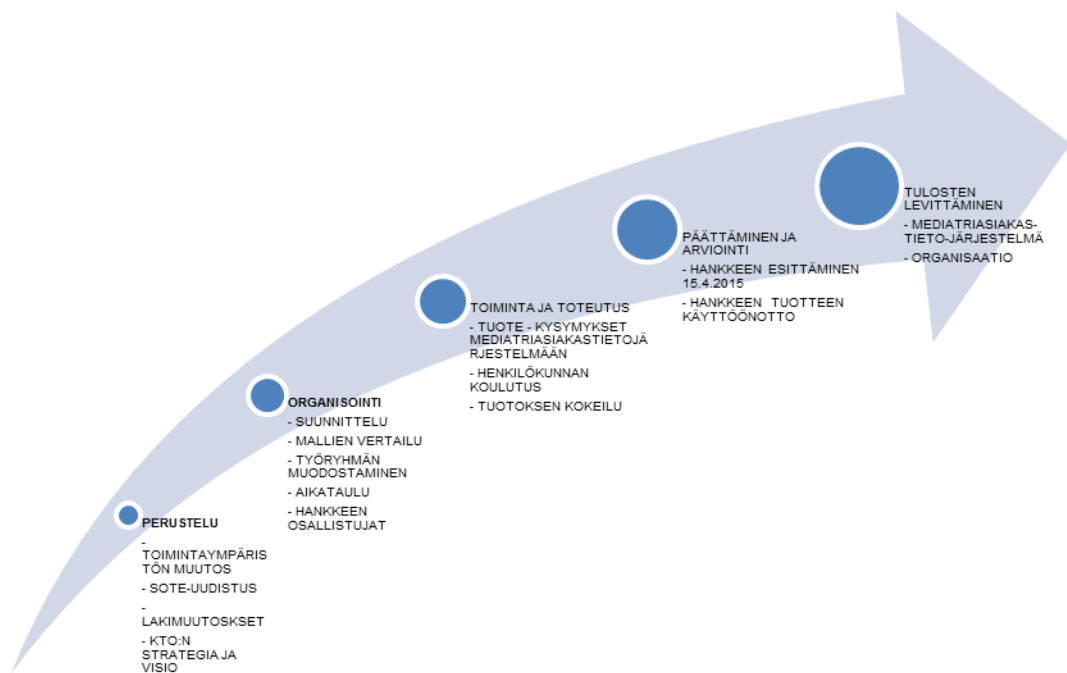 PERUSTELU
-
TOIMINTAYMPÄRIS
TÖN MUUTOS
- SOTE-UUDISTUS
-
LAKIMUUTOSKSET
- KTO:N
STRATEGIA JA
VISIO
ORGANISOINTI
- SUUNNITTELU
- MALLIEN VERTAILU
- TYÖRYHMÄN
MUODOSTAMINEN
- AIKATAULU
- HANKKEEN
OSALLISTUJAT
TOIMINTA JA TOTEUTUS
- TUOTE - KYSYMYKSET
MEDIATRIASIAKASTIETOJÄ
RJESTELMÄÄN
- HENKILÖKUNNAN
KOULUTUS
- TUOTOKSEN KOKEILU
PÄÄTTÄMINEN JA
ARVIOINTI
- HANKKEEN ESITTÄMINEN
15.4.2015
- HANKKEEN TUOTTEEN
KÄYTTÖÖNOTTO
TULOSTEN
LEVITTÄMINEN
- MEDIATRIASIAKAS-
TIETO-JÄRJESTELMÄ
- ORGANISAATIO